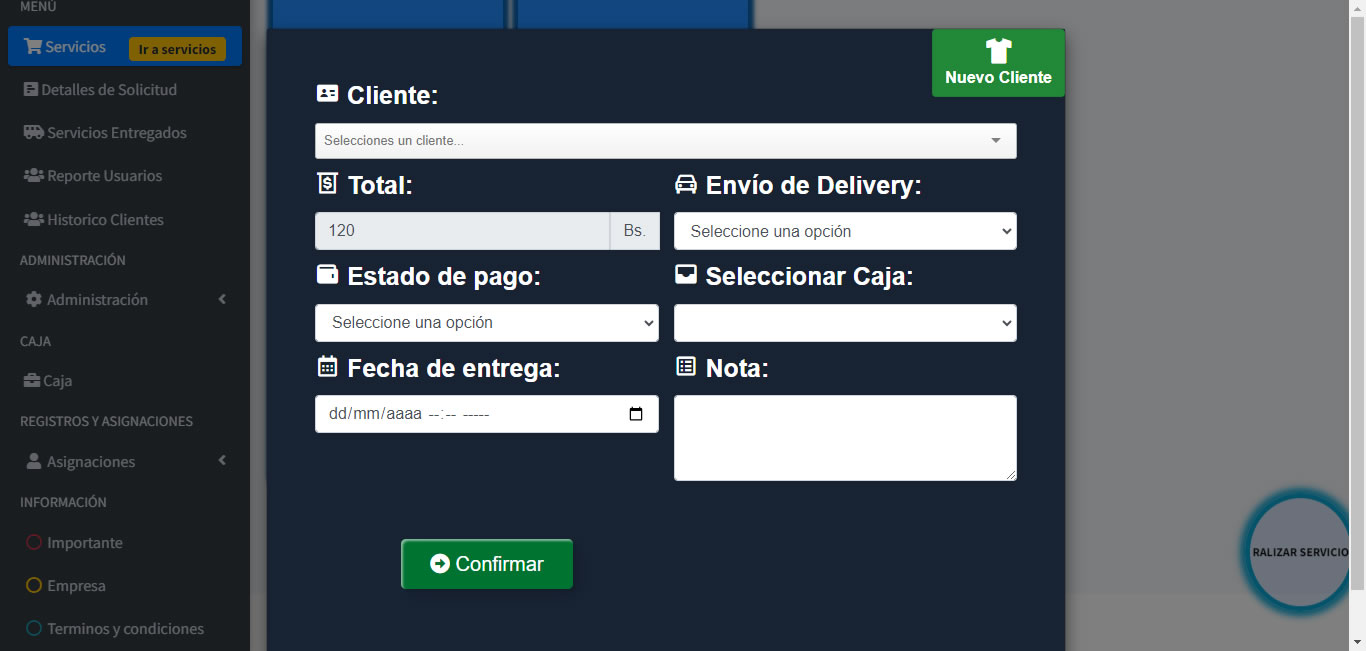 MENÚ
Servicios Ir a servicios
Detalles de Solicitud
Servicios Entregados
Reporte Usuarios
Historico Clientes
ADMINISTRACIÓN
Administración
CAJA
Caja
REGISTROS Y ASIGNACIONES
Asignaciones
INFORMACIÓN
Importante
Empresa
Terminos y condiciones
Nuevo Cliente
Cliente:
Selecciones un cliente...
Total:
120 Bs.
Envío de Delivery:
Seleccione una opción
Estado de pago:
Seleccione una opción
Seleccionar Caja:
Fecha de entrega:
dd/mm/aaaa --:-- -----
Nota:
Confirmar
RALIZAR SERVICIO